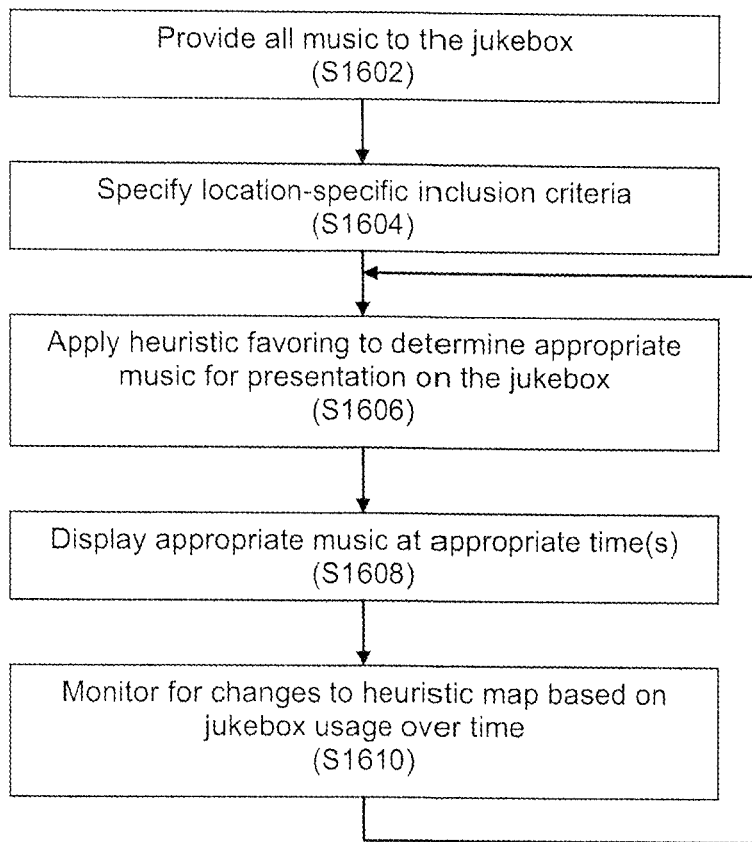 Provide all music to the jukebox
(S1602)
Specify location-specific inclusion criteria
(S1604)
Apply heuristic favoring to determine appropriate
music for presentation on the jukebox
(S1606)
Display appropriate music at appropriate time(s)
(S1608)
Monitor for changes to heuristic map based on
jukebox usage over time
(S1610)